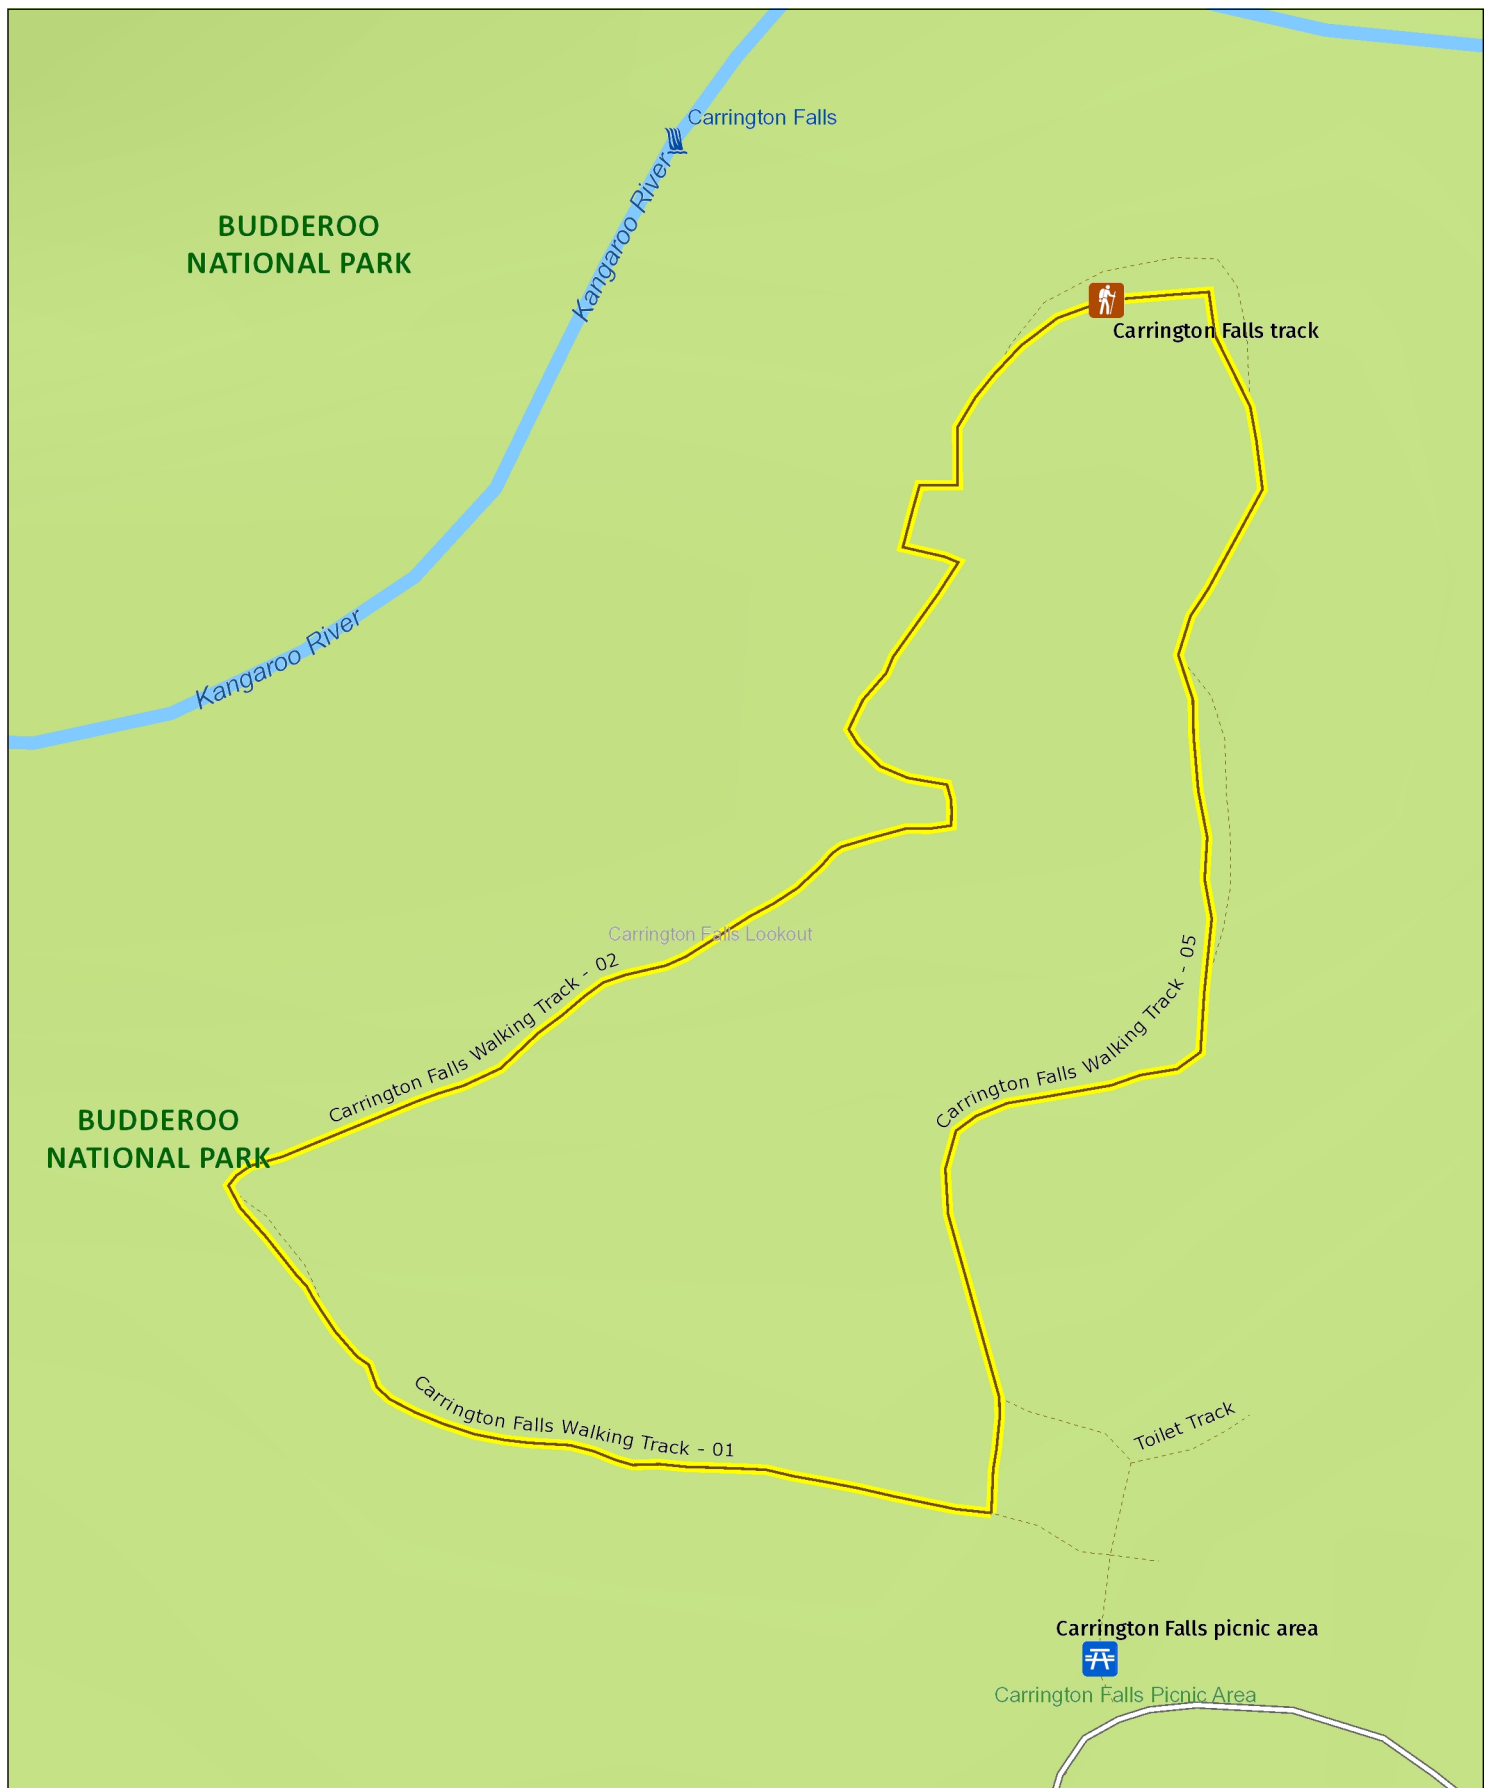 Carrington Falls
Kangaroo River
BUDDEROO
NATIONAL PARK
Carrington Falls track
Kangaroo River
Carrington Falls Lookout
Carrington Falls Walking Track - 02
Carrington Falls Walking Track - 05
BUDDEROO
NATIONAL PARK
Carrington Falls Walking Track - 01
Toilet Track
Carrington Falls picnic area
Carrington Falls Picnic Area